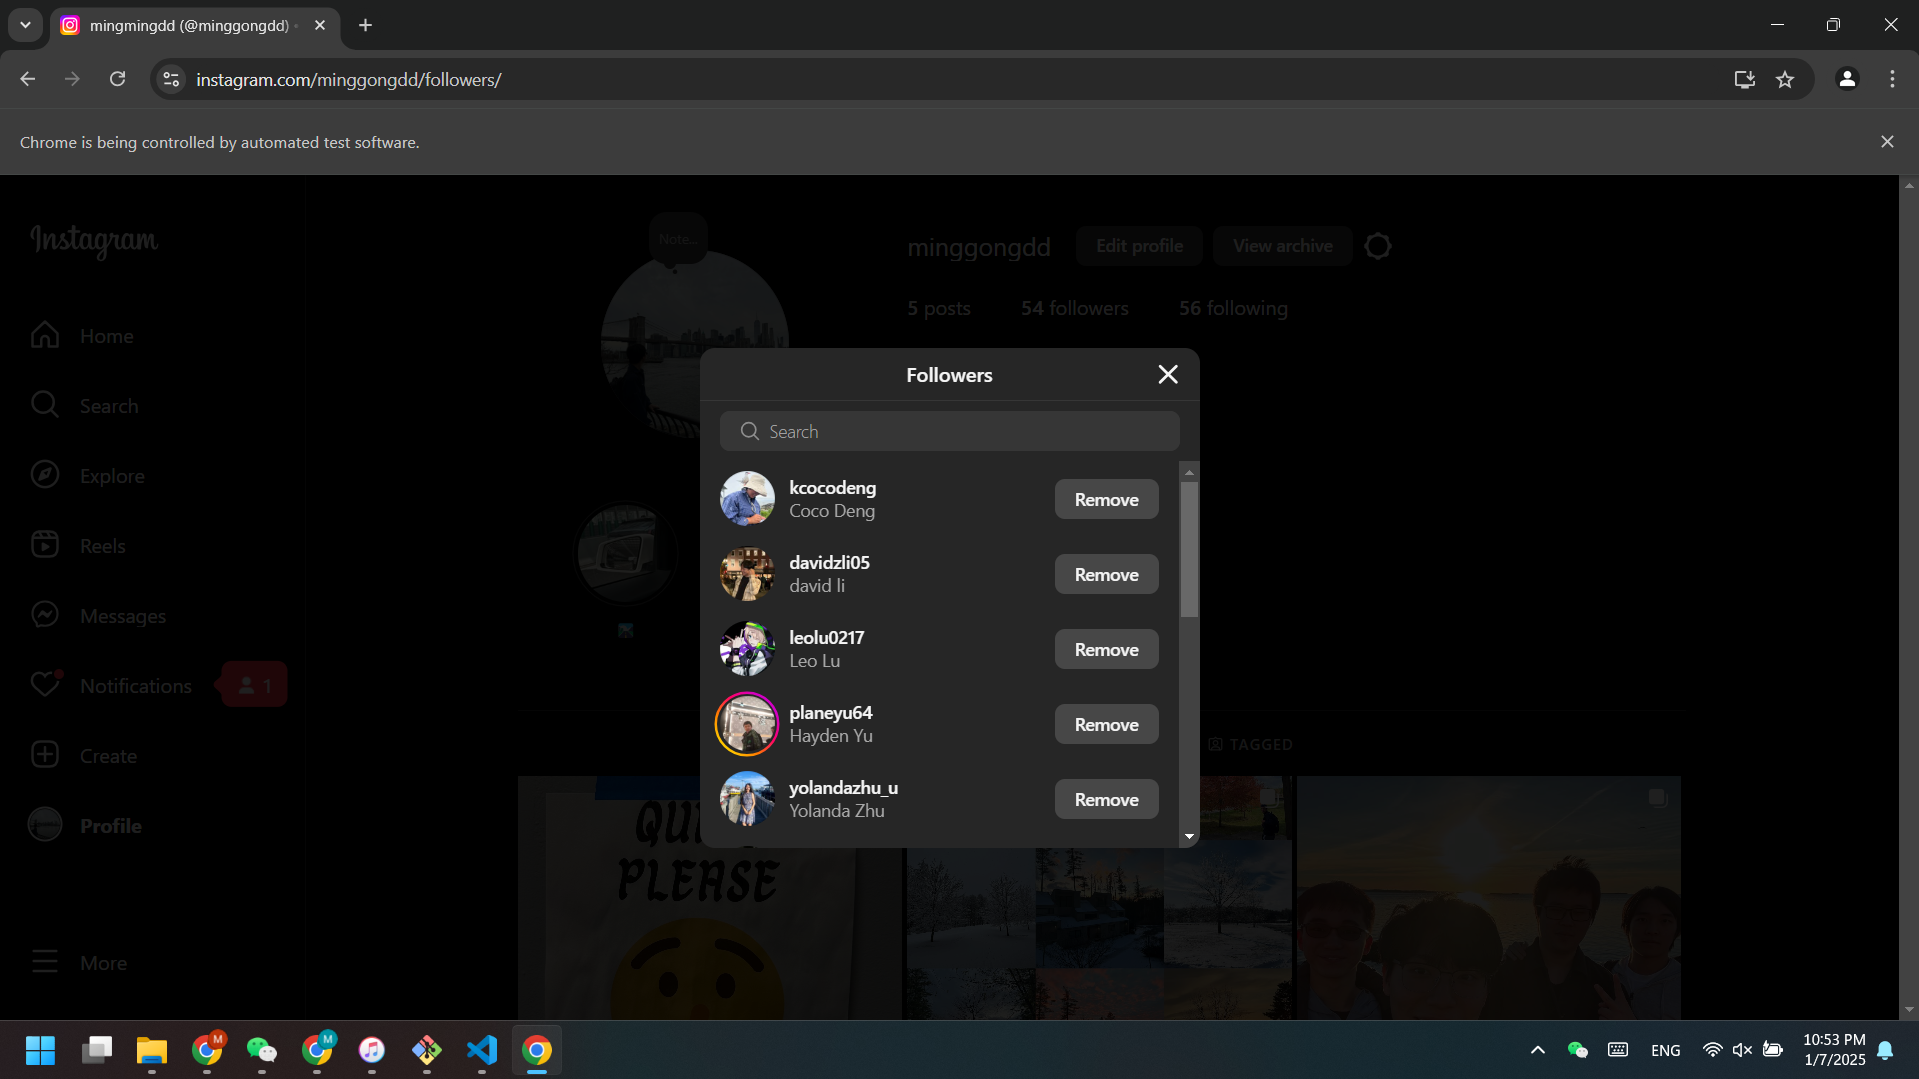 mingmingdd (@minggongdd)
instagram.com/minggongdd/followers/
Chrome is being controlled by automated test software.
Instagram
Home
Search
Explore
Reels
Messages
Notifications
1
Create
Profile
More
Note...
minggongdd
Edit profile
View archive
5 posts
54 followers
56 following
Followers
Search
kcocodeng
Coco Deng
Remove
davidzli05
david li
Remove
leolu0217
Leo Lu
Remove
planeyu64
Hayden Yu
Remove
yolandazhu_u
Yolanda Zhu
Remove
TAGGED
PLEASE
M
M
ENG
10:53 PM
1/7/2025